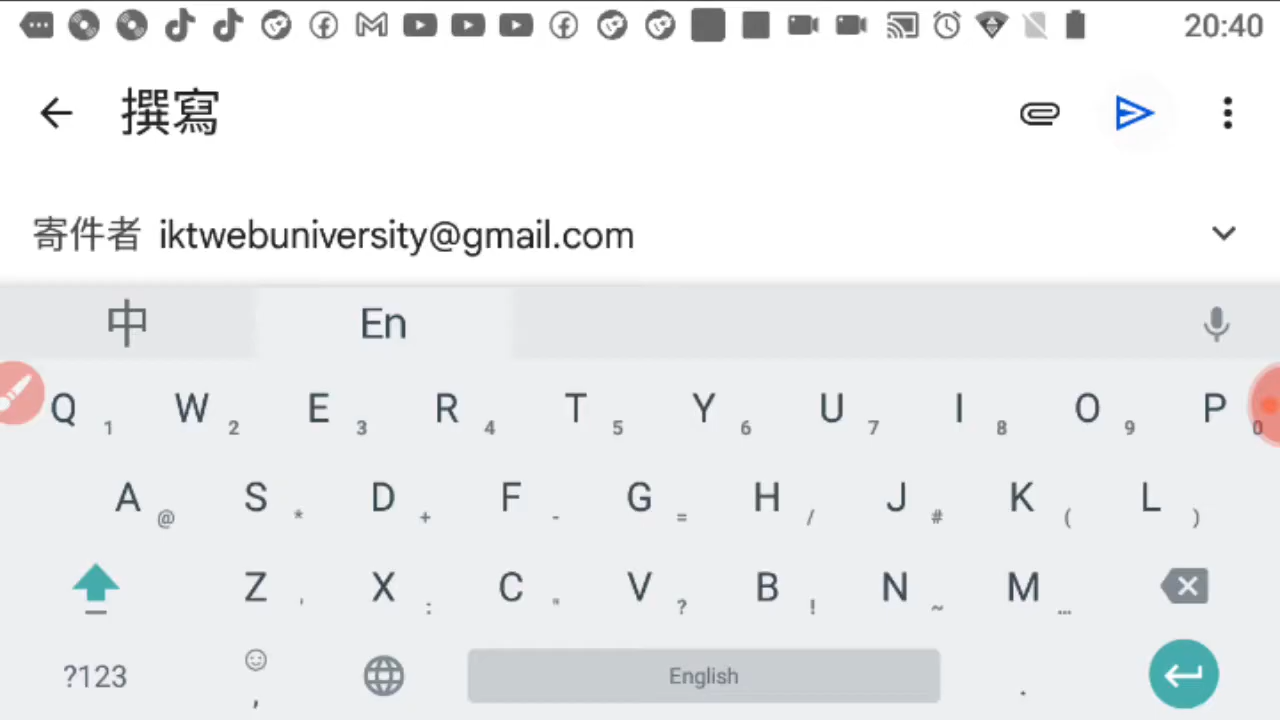 20:40
撰寫
寄件者 iktwebuniversity@gmail.com
中 En
Q 1 W 2 E 3 R 4 T 5 Y 6 U 7 I 8 O 9 P 0
A @ S * D + F - G = H / J # K ( L )
Z ' X : C " V ? B ! N ~ M …
?123 , English .